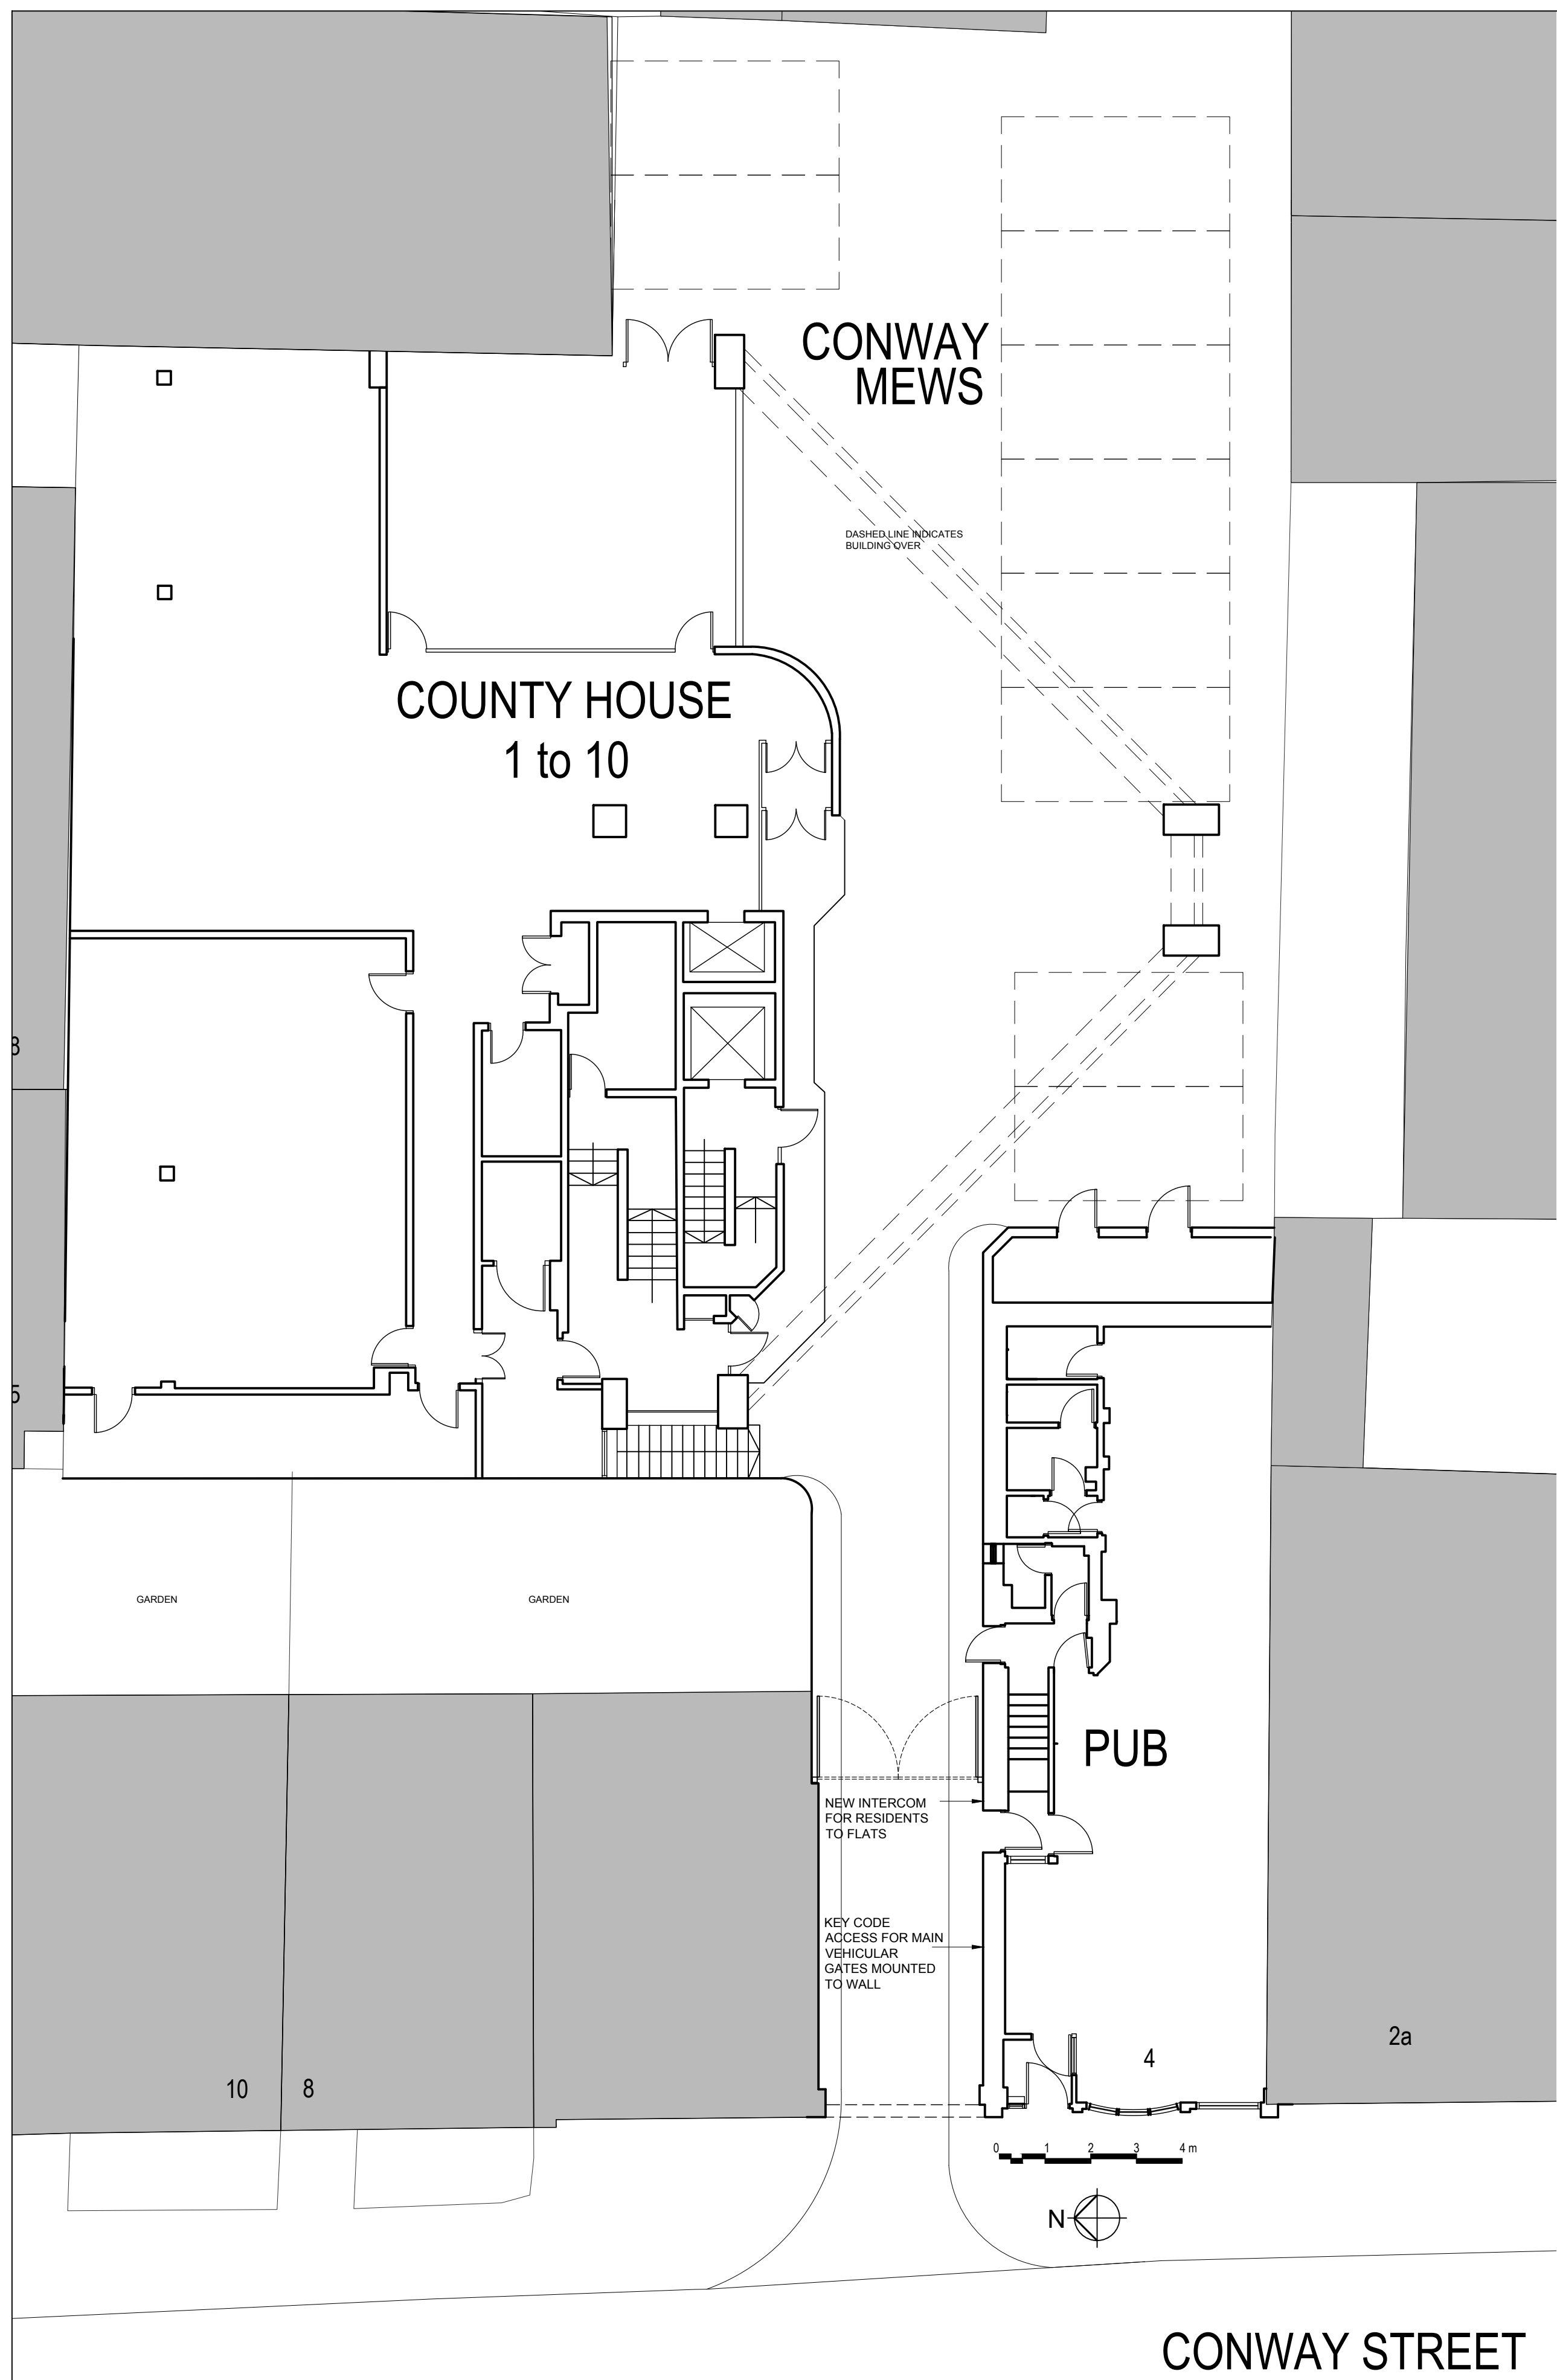 CONWAY
MEWS
DASHED LINE INDICATES
BUILDING OVER
COUNTY HOUSE
1 to 10
8
5
GARDEN
GARDEN
PUB
NEW INTERCOM
FOR RESIDENTS
TO FLATS
KEY CODE
ACCESS FOR MAIN
VEHICULAR
GATES MOUNTED
TO WALL
2a
4
10
8
0 1 2 3 4 m
N
CONWAY STREET